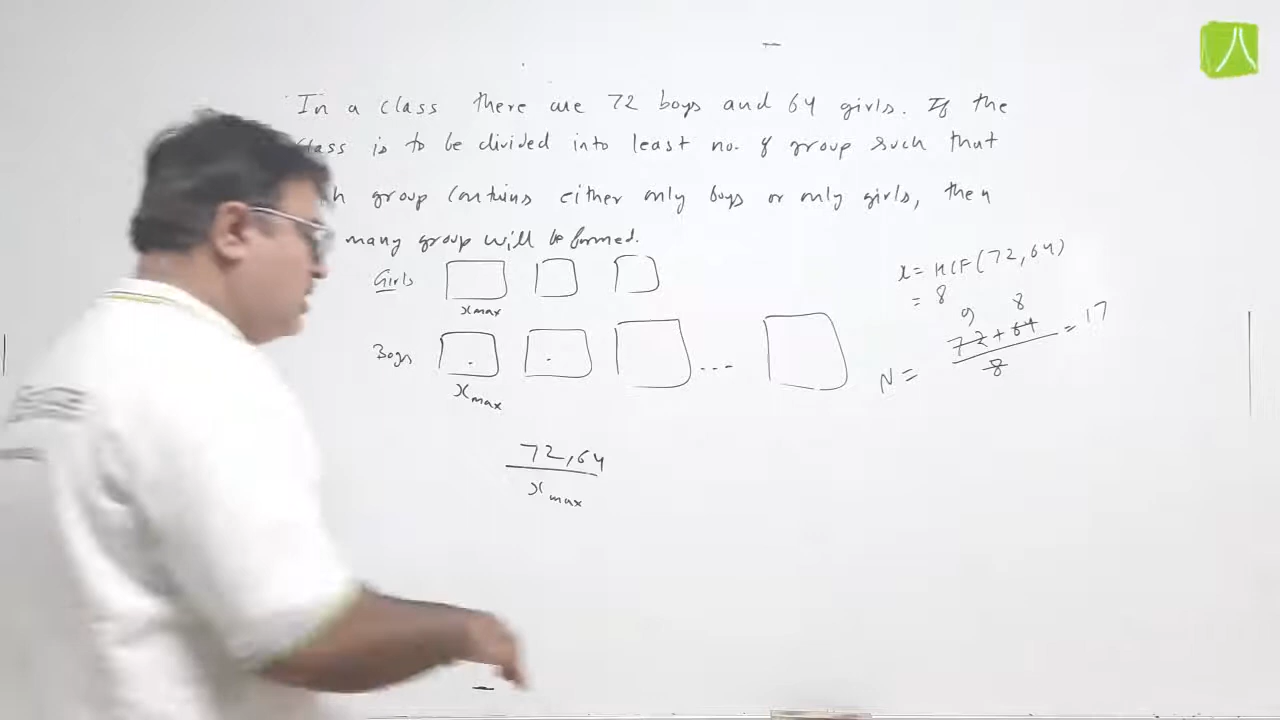 In a class there are 72 boys and 64 girls. If the
class is to be divided into least no. of group such that
group contains either only boys or only girls, then
many group will be formed.
Girls
xmax
Boys
xmax
...
72,64
xmax
x = HCF(72,64)
= 8
9 8
N = 72+64 = 17
8